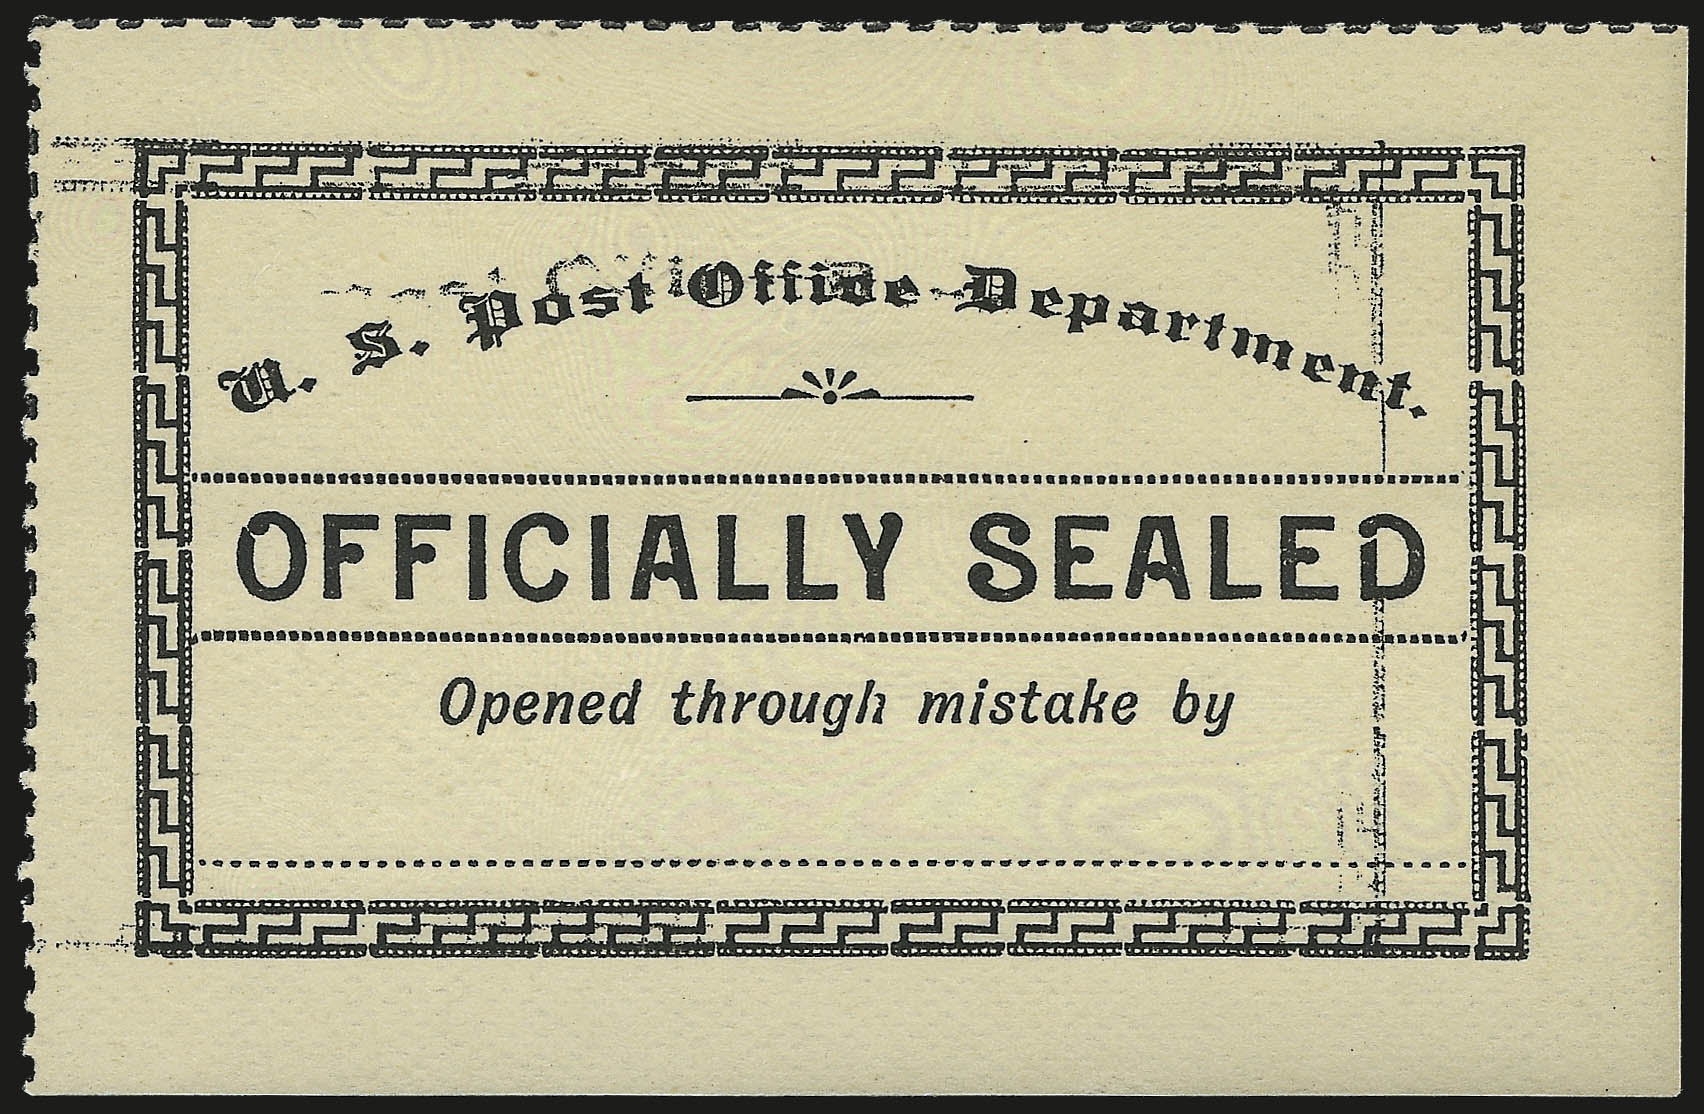 U. S. Post Office Department.
OFFICIALLY SEALED
Opened through mistake by